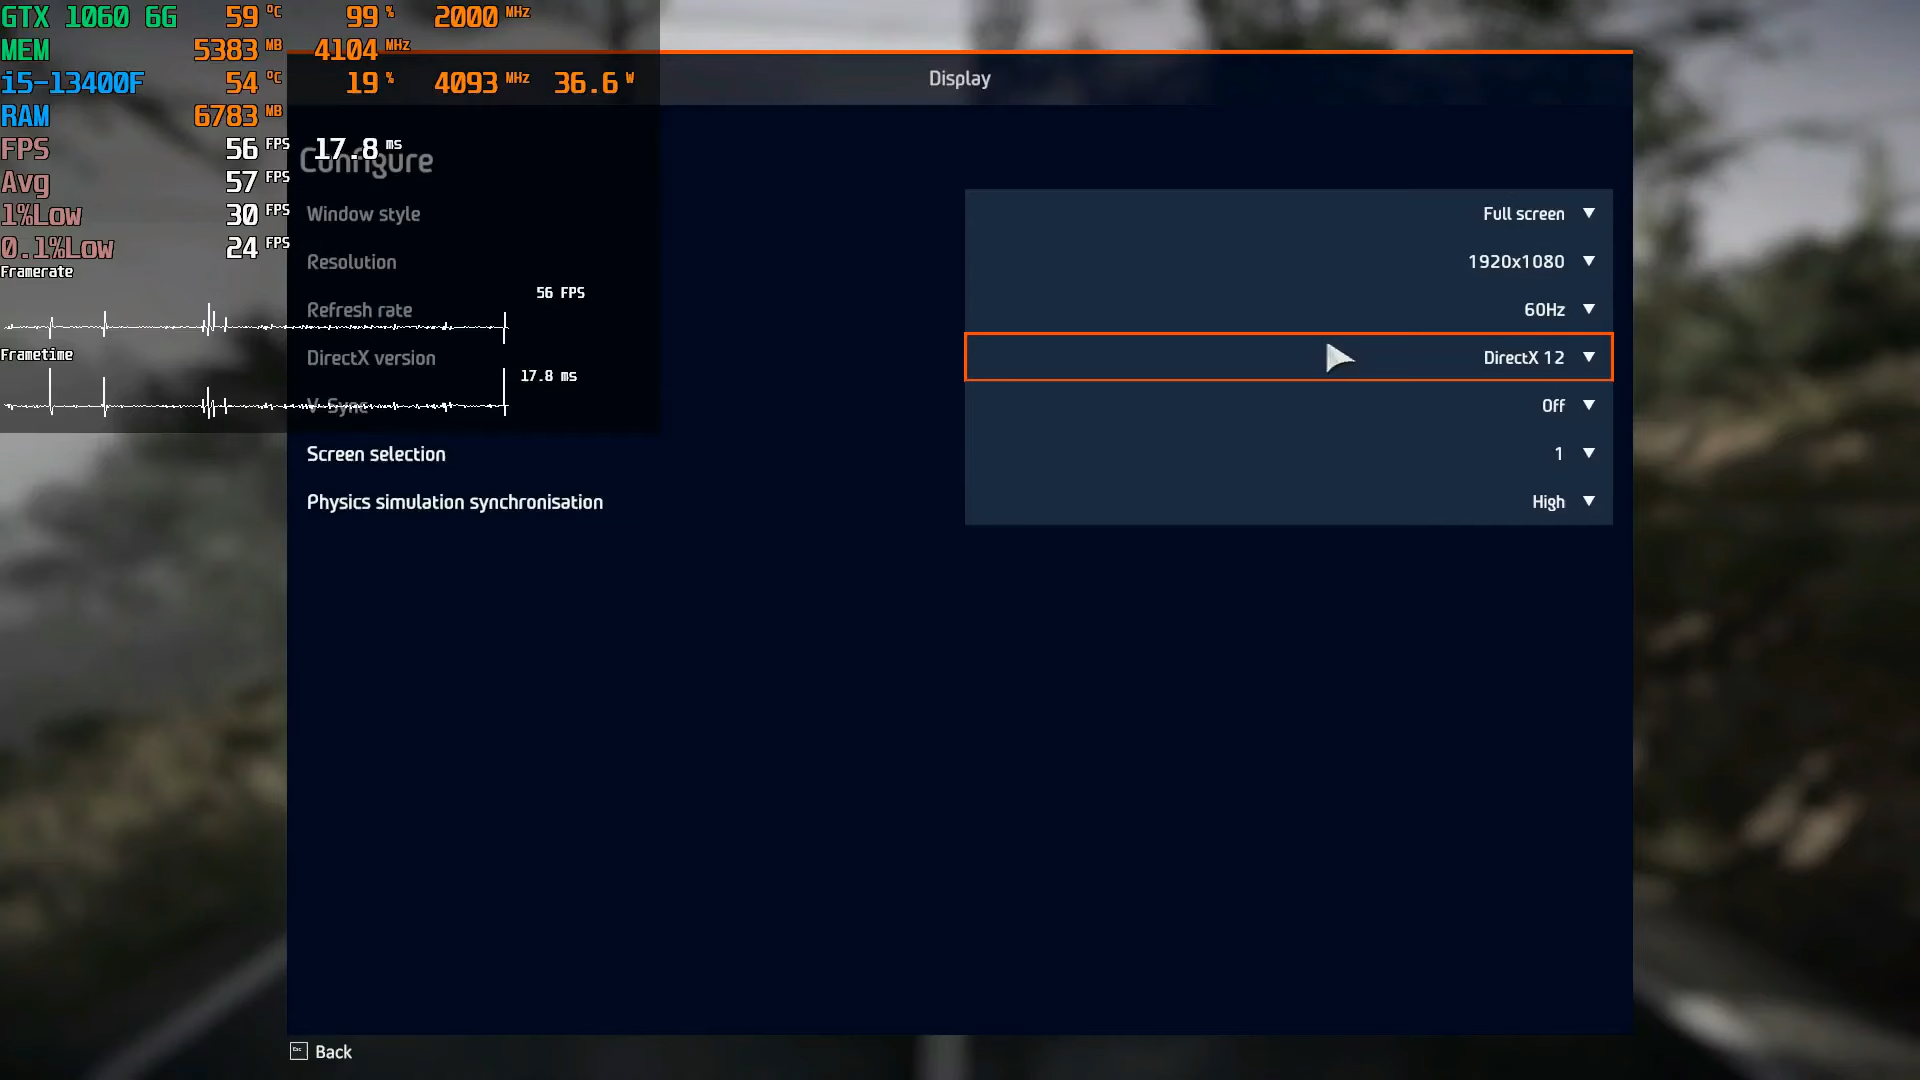 GTX 1060 6G 59 °C 99 % 2000 MHz
MEM 5383 MB 4104 MHz
i5-13400F 54 °C 19 % 4093 MHz 36.6 W
RAM 6783 MB
FPS 56 FPS 17.8 ms
Avg 57 FPS
1%Low 30 FPS
0.1%Low 24 FPS
Framerate
56 FPS
Frametime
17.8 ms
Display
Configure
Window style Full screen
Resolution 1920x1080
Refresh rate 60Hz
DirectX version DirectX 12
V-Sync Off
Screen selection 1
Physics simulation synchronisation High
Esc Back